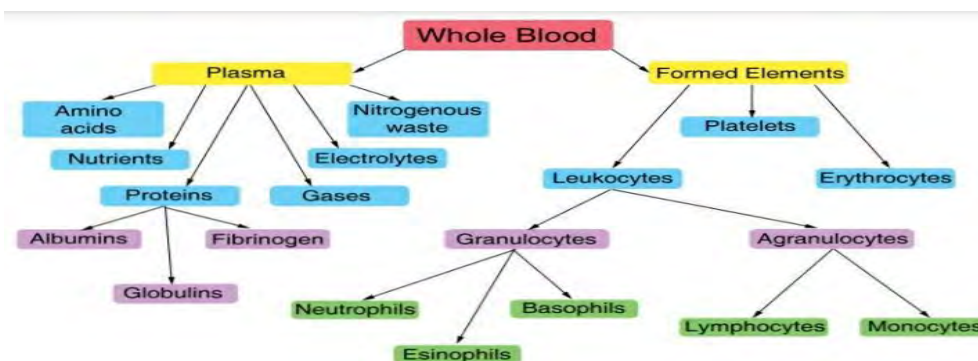 Whole Blood
Plasma
Formed Elements
Amino
acids
Nitrogenous
waste
Platelets
Nutrients
Electrolytes
Proteins
Gases
Leukocytes
Erythrocytes
Albumins
Fibrinogen
Granulocytes
Agranulocytes
Globulins
Neutrophils
Basophils
Lymphocytes
Monocytes
Esinophils